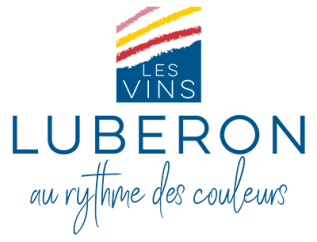 LES
VINS
LUBERON
au rythme des couleurs